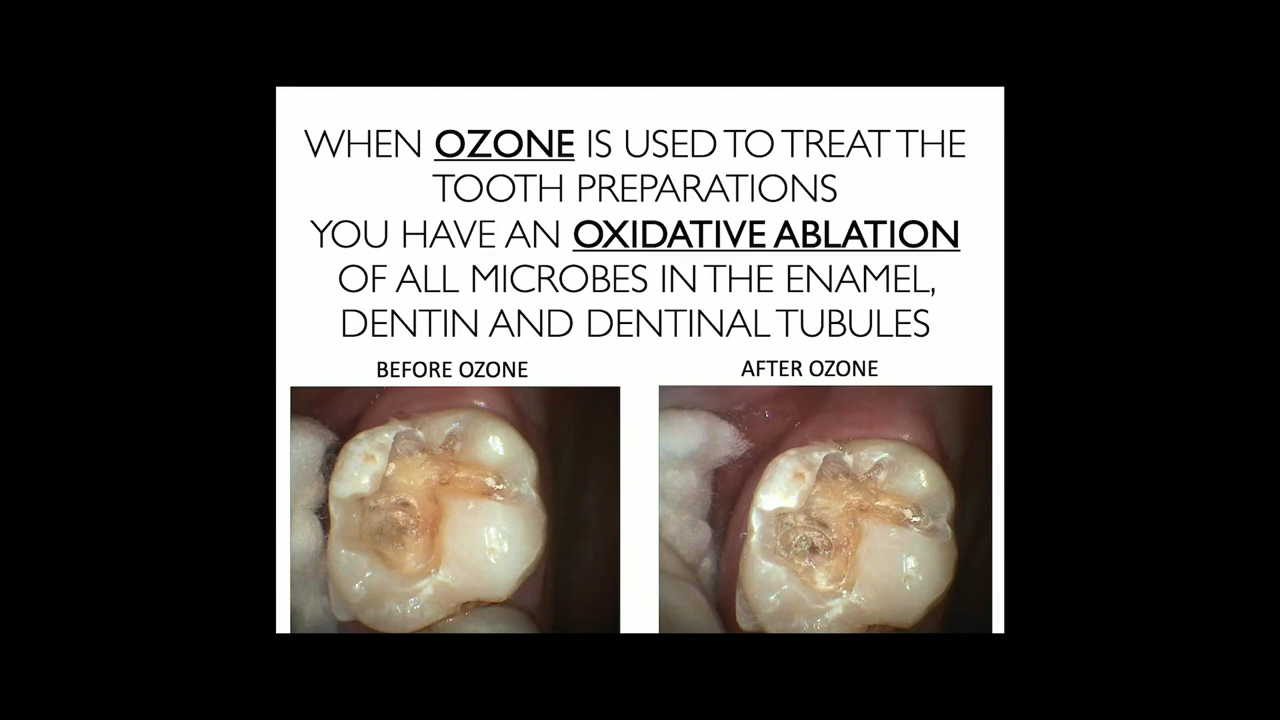 WHEN OZONE IS USED TO TREAT THE
TOOTH PREPARATIONS
YOU HAVE AN OXIDATIVE ABLATION
OF ALL MICROBES IN THE ENAMEL,
DENTIN AND DENTINAL TUBULES
BEFORE OZONE
AFTER OZONE